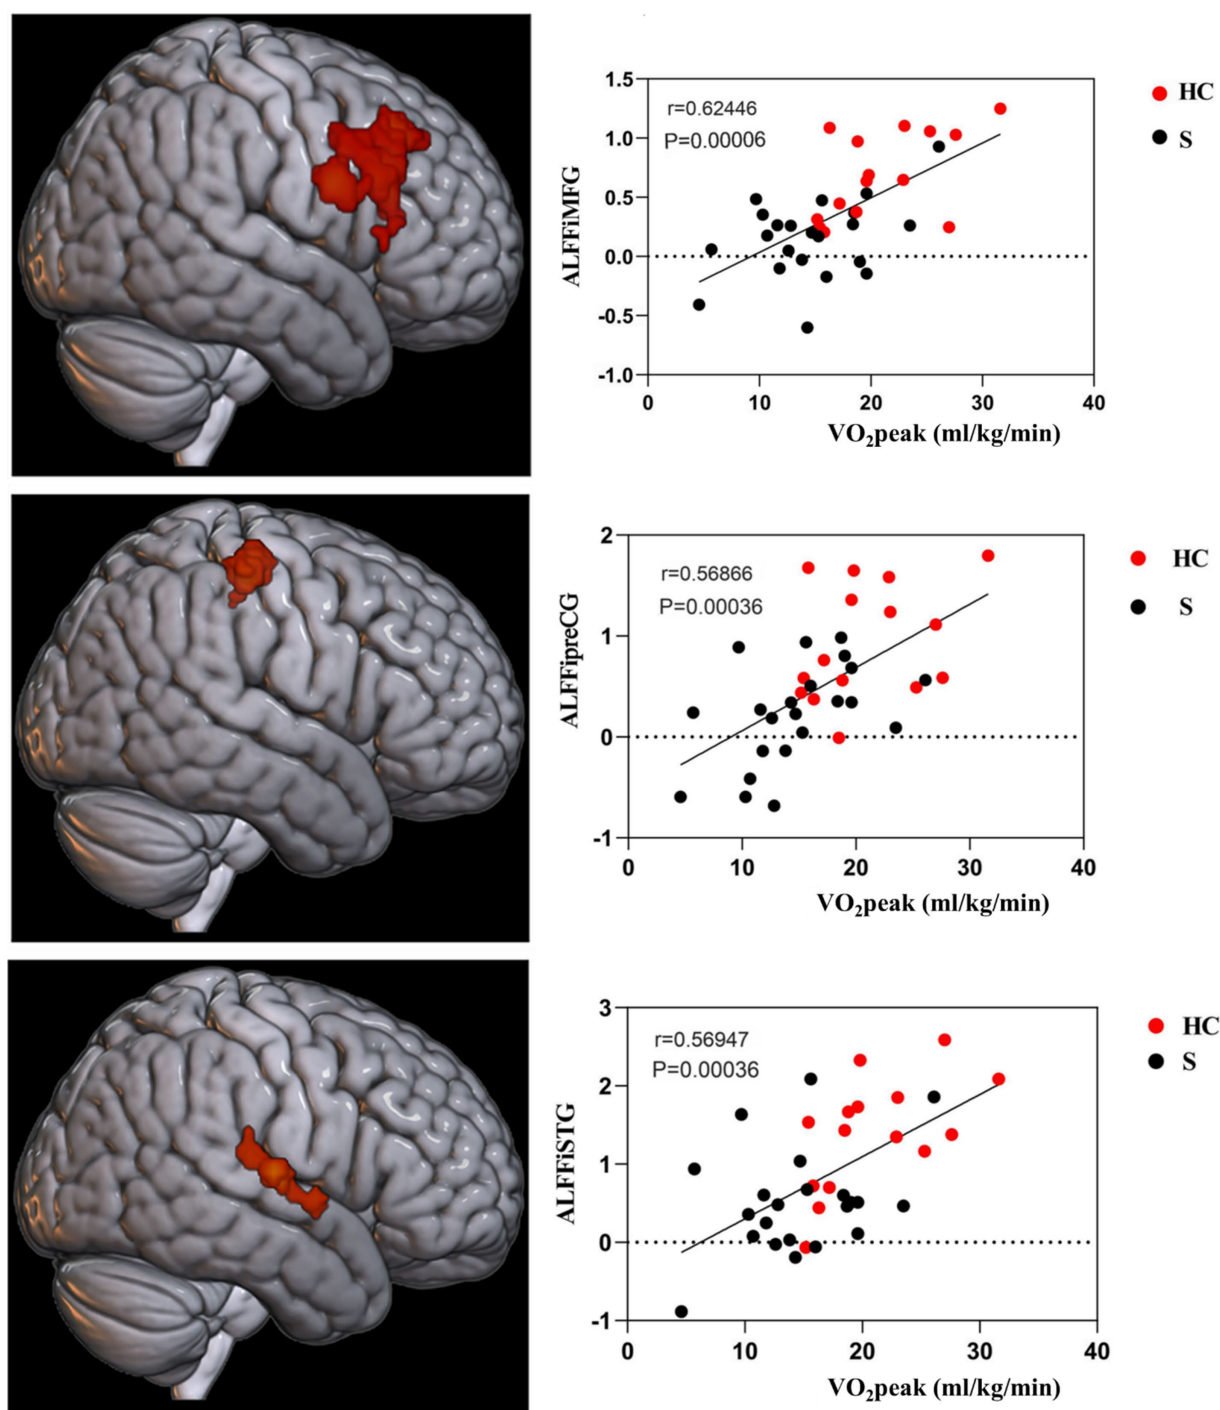 1.5
1.0
0.5
0.0
-0.5
-1.0
ALFFiMFG
r=0.62446
P=0.00006
HC
S
0 10 20 30 40
VO₂peak (ml/kg/min)
2
1
0
-1
ALFFipreCG
r=0.56866
P=0.00036
HC
S
0 10 20 30 40
VO₂peak (ml/kg/min)
3
2
1
0
-1
ALFFiSTG
r=0.56947
P=0.00036
HC
S
0 10 20 30 40
VO₂peak (ml/kg/min)